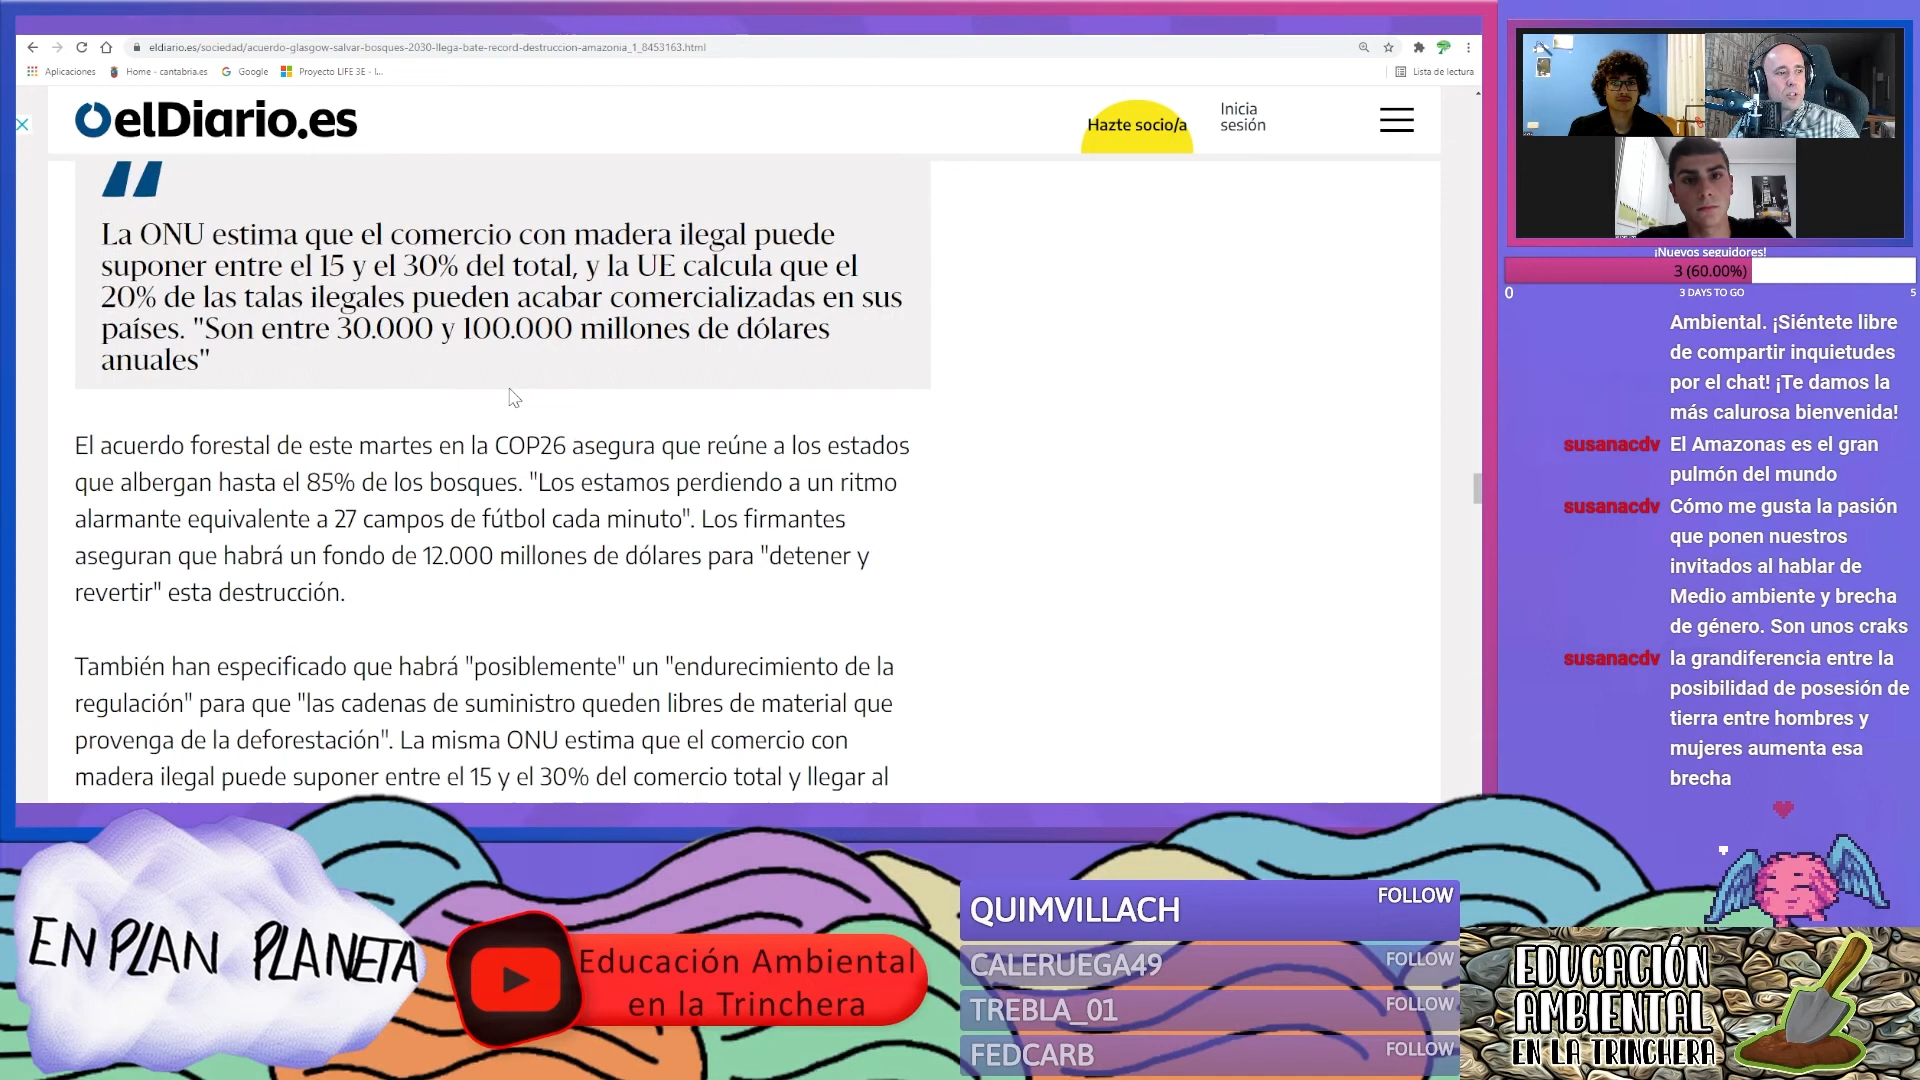 eldiario.es/sociedad/acuerdo-glasgow-salvar-bosques-2030-llega-bate-record-destruccion-amazonia_1_8453163.html
Aplicaciones
Home - cantabria.es
Google
Proyecto LIFE 3E - I...
Lista de lectura
elDiario.es
Hazte socio/a
Inicia
sesión
La ONU estima que el comercio con madera ilegal puede
suponer entre el 15 y el 30% del total, y la UE calcula que el
20% de las talas ilegales pueden acabar comercializadas en sus
países. "Son entre 30.000 y 100.000 millones de dólares
anuales"
El acuerdo forestal de este martes en la COP26 asegura que reúne a los estados
que albergan hasta el 85% de los bosques. "Los estamos perdiendo a un ritmo
alarmante equivalente a 27 campos de fútbol cada minuto". Los firmantes
aseguran que habrá un fondo de 12.000 millones de dólares para "detener y
revertir" esta destrucción.
También han especificado que habrá "posiblemente" un "endurecimiento de la
regulación" para que "las cadenas de suministro queden libres de material que
provenga de la deforestación". La misma ONU estima que el comercio con
madera ilegal puede suponer entre el 15 y el 30% del comercio total y llegar al
¡Nuevos seguidores!
3 (60.00%)
0
3 DAYS TO GO
5
Ambiental. ¡Siéntete libre
de compartir inquietudes
por el chat! ¡Te damos la
más calurosa bienvenida!
susanacdv El Amazonas es el gran
pulmón del mundo
susanacdv Cómo me gusta la pasión
que ponen nuestros
invitados al hablar de
Medio ambiente y brecha
de género. Son unos craks
susanacdv la grandiferencia entre la
posibilidad de posesión de
tierra entre hombres y
mujeres aumenta esa
brecha
EN PLAN PLANETA
Educación Ambiental
en la Trinchera
QUIMVILLACH FOLLOW
CALERUEGA49 FOLLOW
TREBLA_01 FOLLOW
FEDCARB FOLLOW
EDUCACIÓN
AMBIENTAL
EN LA TRINCHERA